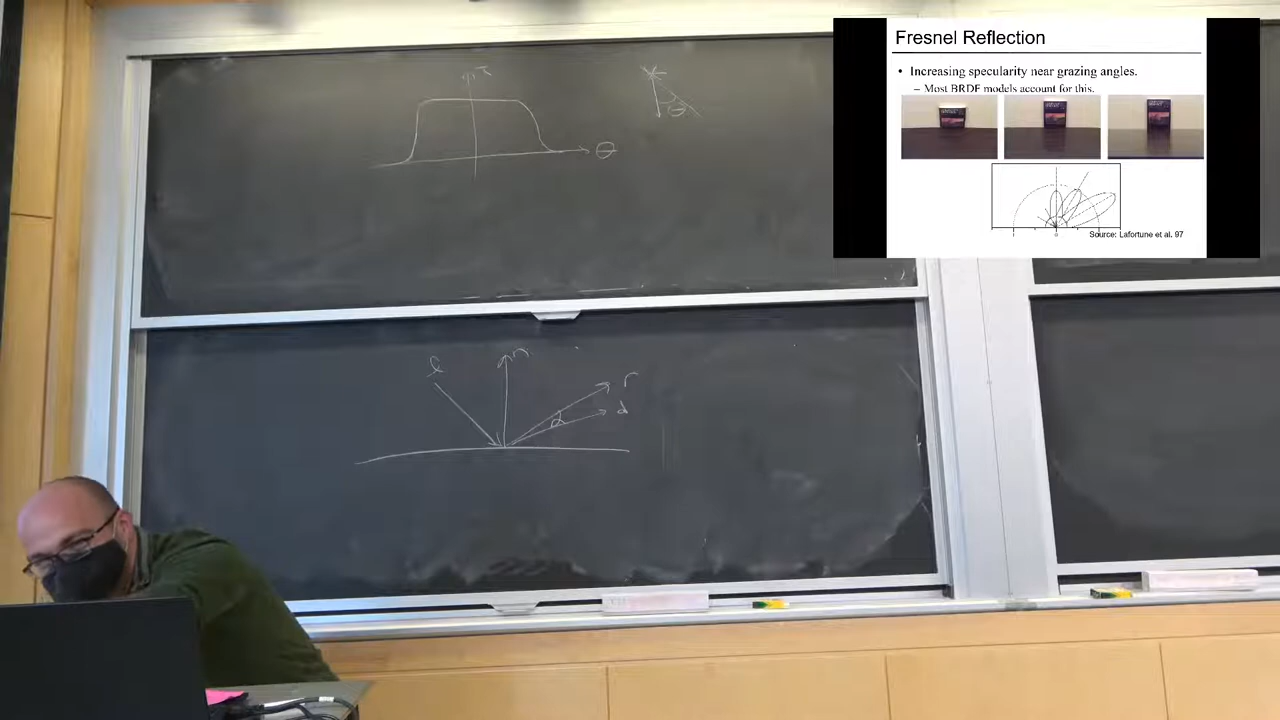 Fresnel Reflection
• Increasing specularity near grazing angles.
– Most BRDF models account for this.
Source: Lafortune et al. 97
θ
θ
l
n
r
α